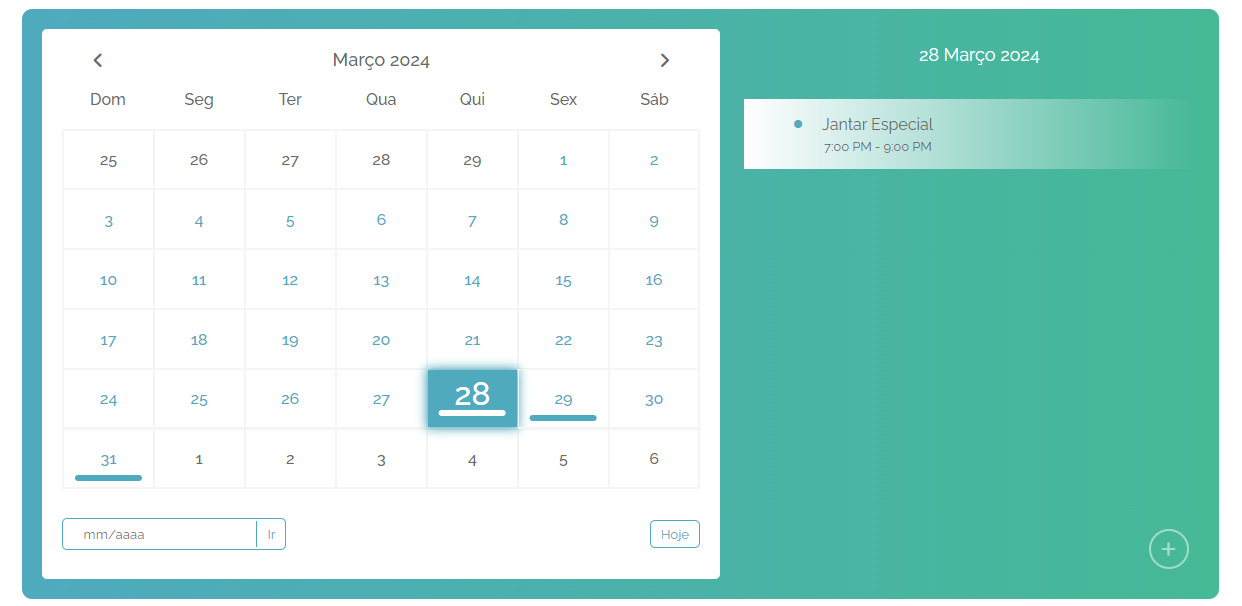 Março 2024
Dom Seg Ter Qua Qui Sex Sáb
25 26 27 28 29 1 2
3 4 5 6 7 8 9
10 11 12 13 14 15 16
17 18 19 20 21 22 23
24 25 26 27 28 29 30
31 1 2 3 4 5 6
mm/aaaa Ir Hoje
28 Março 2024
Jantar Especial
7:00 PM - 9:00 PM